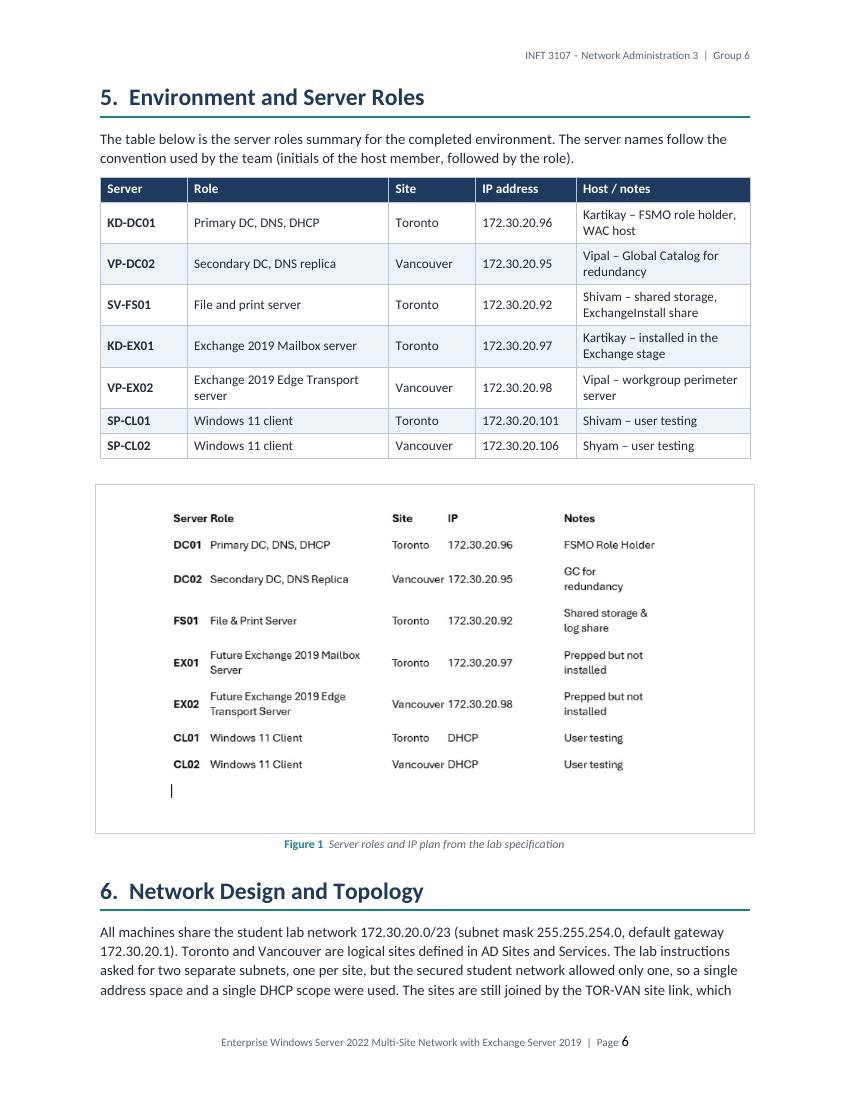 INFT 3107 – Network Administration 3 | Group 6
5. Environment and Server Roles
The table below is the server roles summary for the completed environment. The server names follow the
convention used by the team (initials of the host member, followed by the role).
Server Role Site IP address Host / notes
KD-DC01 Primary DC, DNS, DHCP Toronto 172.30.20.96 Kartikay – FSMO role holder,
WAC host
VP-DC02 Secondary DC, DNS replica Vancouver 172.30.20.95 Vipal – Global Catalog for
redundancy
SV-FS01 File and print server Toronto 172.30.20.92 Shivam – shared storage,
ExchangeInstall share
KD-EX01 Exchange 2019 Mailbox server Toronto 172.30.20.97 Kartikay – installed in the
Exchange stage
VP-EX02 Exchange 2019 Edge Transport
server Vancouver 172.30.20.98 Vipal – workgroup perimeter
server
SP-CL01 Windows 11 client Toronto 172.30.20.101 Shivam – user testing
SP-CL02 Windows 11 client Vancouver 172.30.20.106 Shyam – user testing
Server Role Site IP Notes
DC01 Primary DC, DNS, DHCP Toronto 172.30.20.96 FSMO Role Holder
DC02 Secondary DC, DNS Replica Vancouver 172.30.20.95 GC for
redundancy
FS01 File & Print Server Toronto 172.30.20.92 Shared storage &
log share
EX01 Future Exchange 2019 Mailbox
Server Toronto 172.30.20.97 Prepped but not
installed
EX02 Future Exchange 2019 Edge
Transport Server Vancouver 172.30.20.98 Prepped but not
installed
CL01 Windows 11 Client Toronto DHCP User testing
CL02 Windows 11 Client Vancouver DHCP User testing
Figure 1 Server roles and IP plan from the lab specification
6. Network Design and Topology
All machines share the student lab network 172.30.20.0/23 (subnet mask 255.255.254.0, default gateway
172.30.20.1). Toronto and Vancouver are logical sites defined in AD Sites and Services. The lab instructions
asked for two separate subnets, one per site, but the secured student network allowed only one, so a single
address space and a single DHCP scope were used. The sites are still joined by the TOR-VAN site link, which
Enterprise Windows Server 2022 Multi-Site Network with Exchange Server 2019 | Page 6